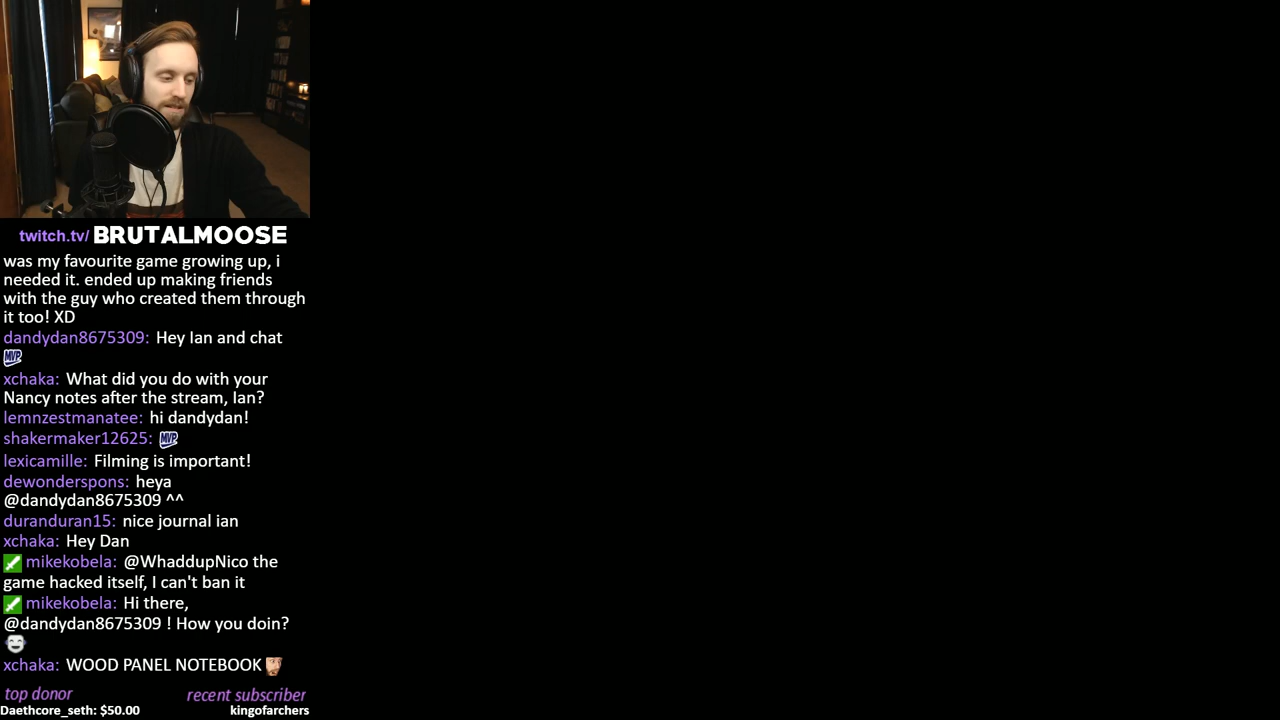 twitch.tv/ BRUTALMOOSE
was my favourite game growing up, i
needed it. ended up making friends
with the guy who created them through
it too! XD
dandydan8675309: Hey Ian and chat
MVP
xchaka: What did you do with your
Nancy notes after the stream, Ian?
lemnzestmanatee: hi dandydan!
shakermaker12625: MVP
lexicamille: Filming is important!
dewonderspons: heya
@dandydan8675309 ^^
duranduran15: nice journal ian
xchaka: Hey Dan
mikekobela: @WhaddupNico the
game hacked itself, I can't ban it
mikekobela: Hi there,
@dandydan8675309 ! How you doin?
xchaka: WOOD PANEL NOTEBOOK
top donor recent subscriber
Daethcore_seth: $50.00 kingofarchers